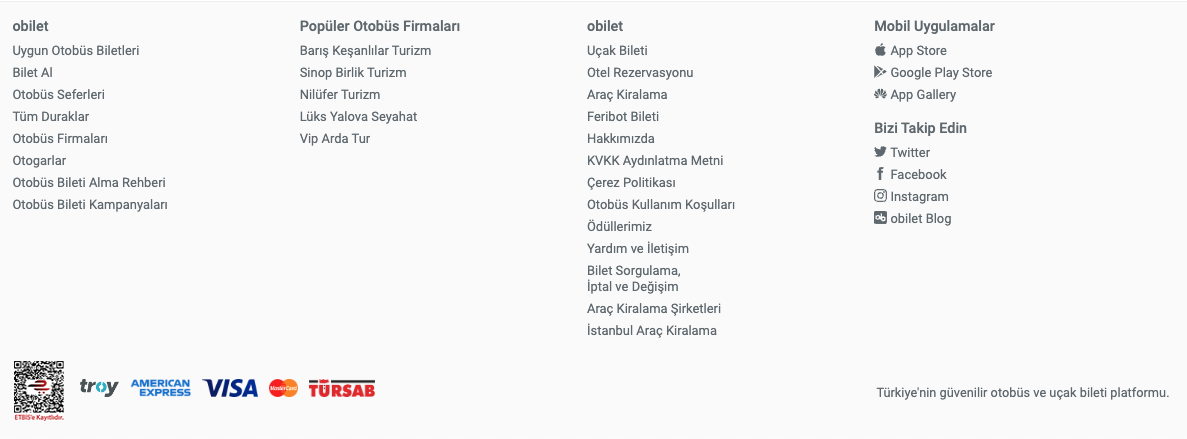 obilet
Uygun Otobüs Biletleri
Bilet Al
Otobüs Seferleri
Tüm Duraklar
Otobüs Firmaları
Otogarlar
Otobüs Bileti Alma Rehberi
Otobüs Bileti Kampanyaları
Popüler Otobüs Firmaları
Barış Keşanlılar Turizm
Sinop Birlik Turizm
Nilüfer Turizm
Lüks Yalova Seyahat
Vip Arda Tur
obilet
Uçak Bileti
Otel Rezervasyonu
Araç Kiralama
Feribot Bileti
Hakkımızda
KVKK Aydınlatma Metni
Çerez Politikası
Otobüs Kullanım Koşulları
Ödüllerimiz
Yardım ve İletişim
Bilet Sorgulama,
İptal ve Değişim
Araç Kiralama Şirketleri
İstanbul Araç Kiralama
Mobil Uygulamalar
App Store
Google Play Store
App Gallery
Bizi Takip Edin
Twitter
Facebook
Instagram
ob obilet Blog
ETBIS'e Kayıtlıdır.
troy
AMERICAN
EXPRESS
VISA
MasterCard
TÜRSAB
Türkiye'nin güvenilir otobüs ve uçak bileti platformu.